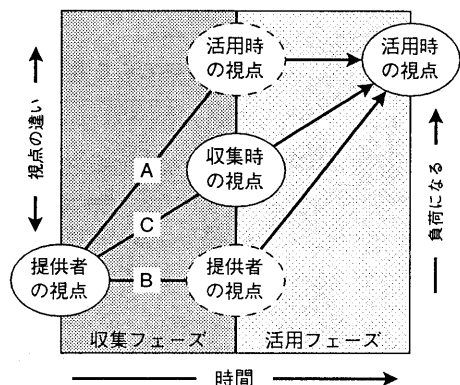 活用時
の視点
活用時
の視点
視点の違い
A
収集時
の視点
C
負荷になる
提供者
の視点
B
提供者
の視点
収集フェーズ
活用フェーズ
時間